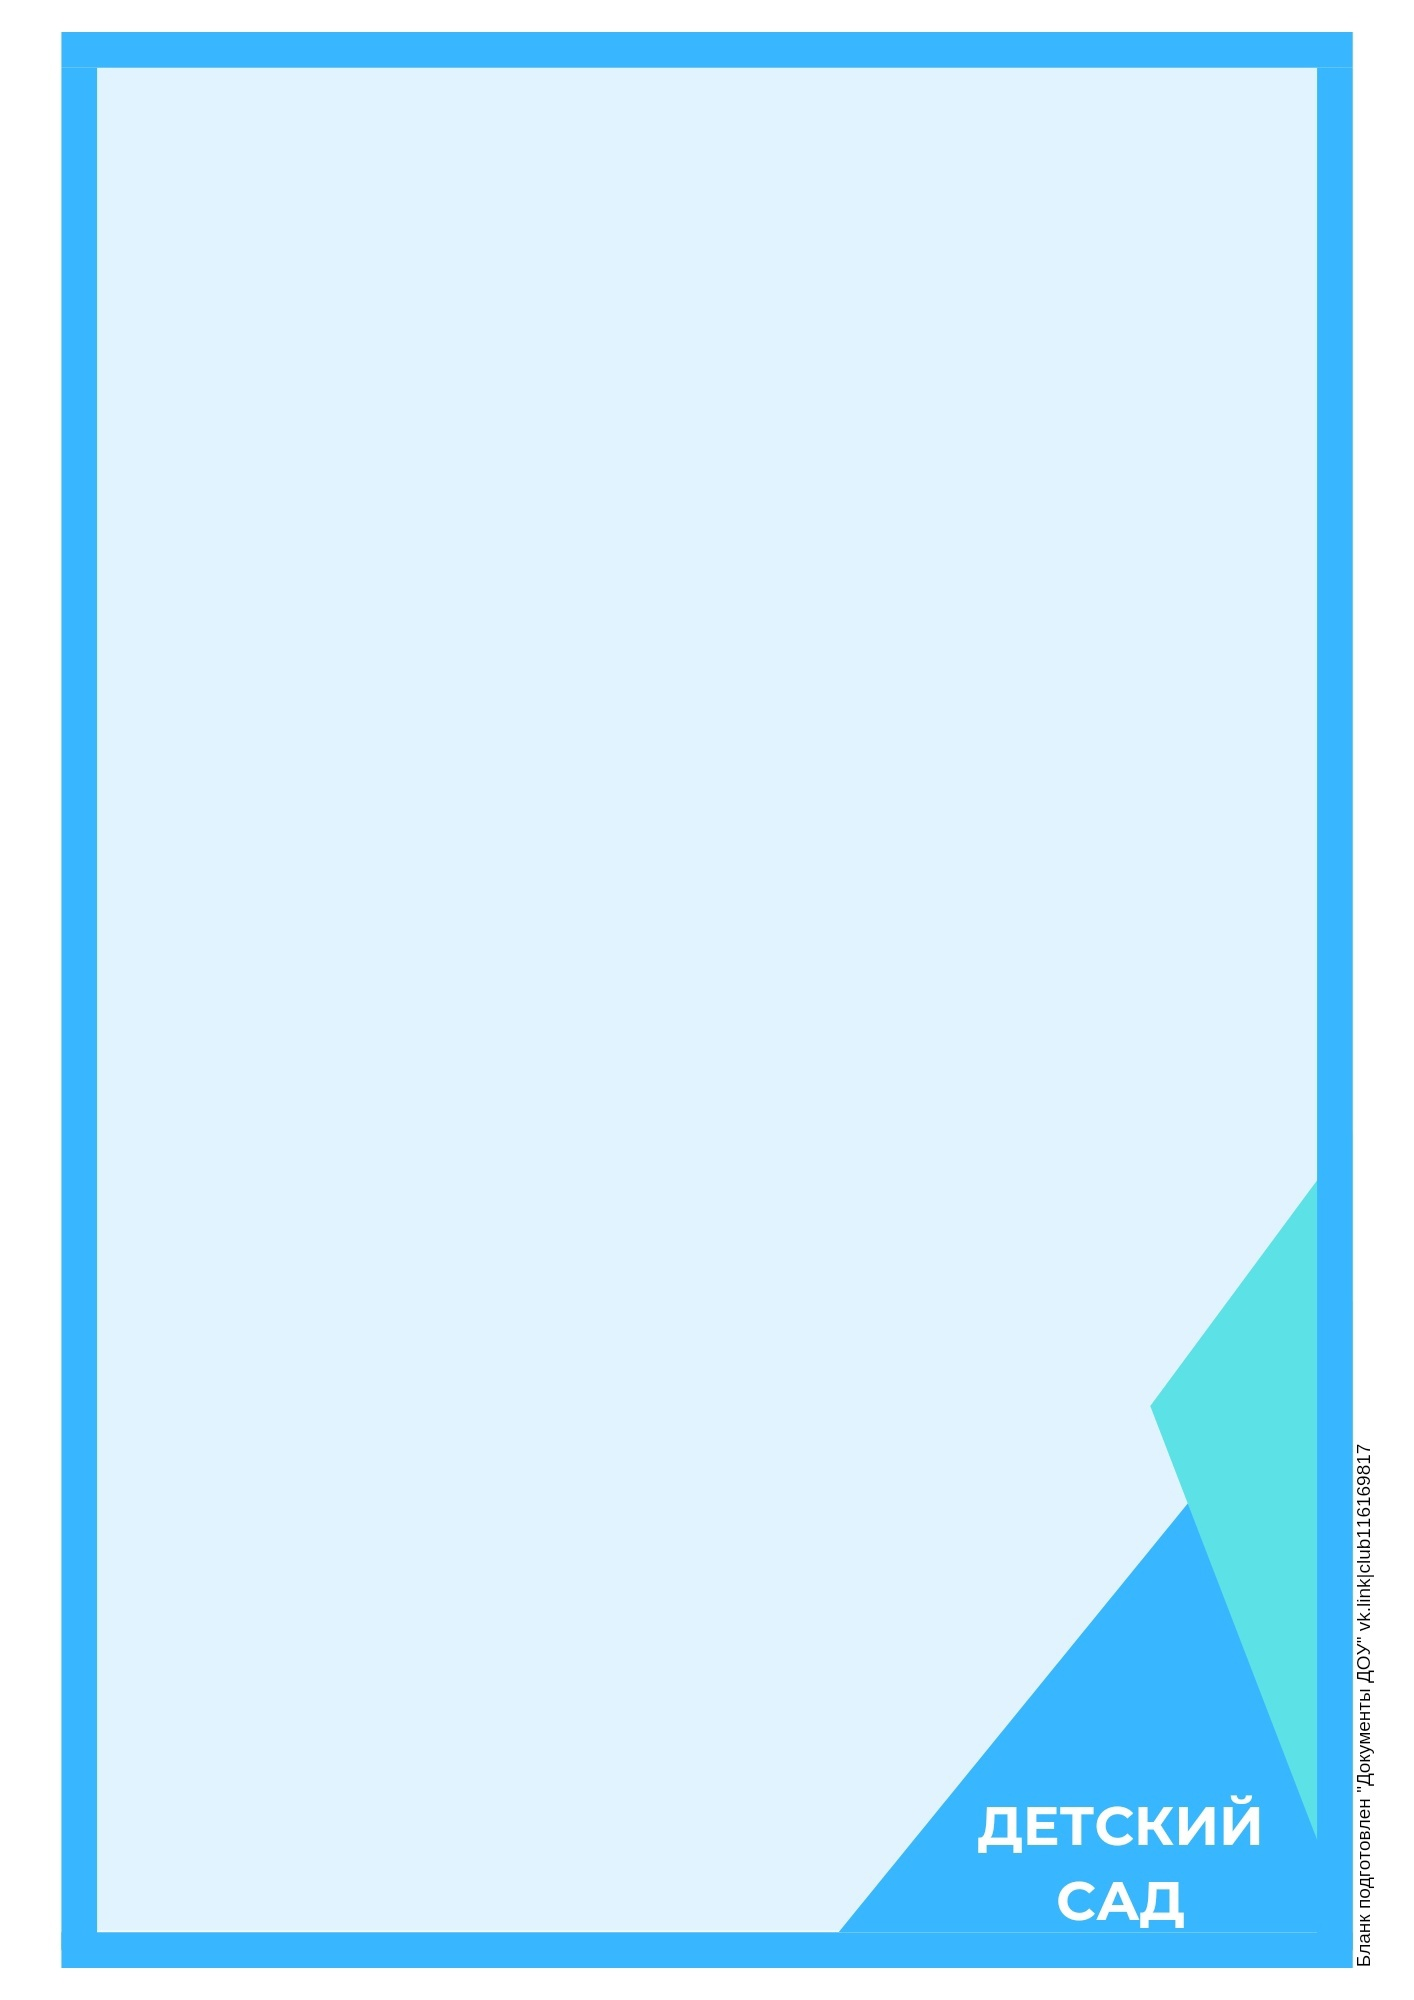 ДЕТСКИЙ
САД
Бланк подготовлен "Документы ДОУ" vk.link|club116169817